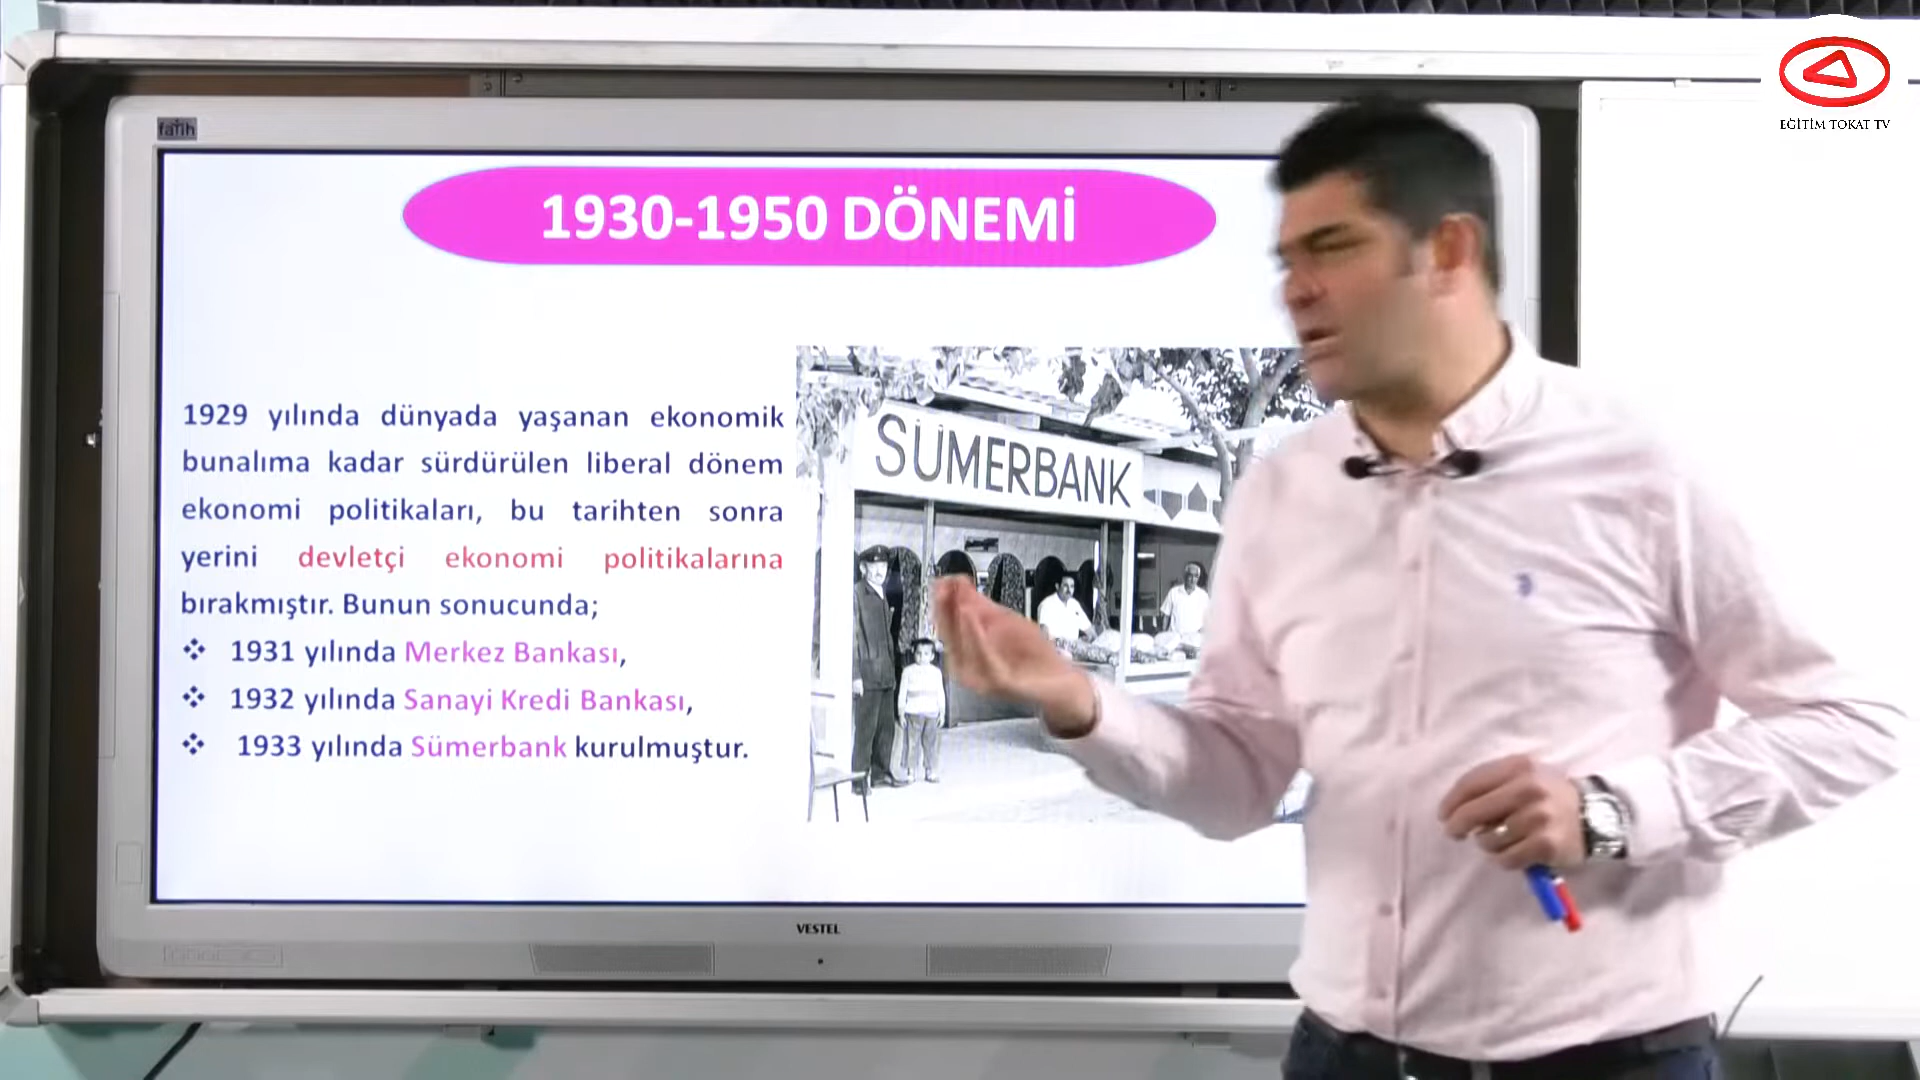 EĞİTİM TOKAT TV
fatih
1930-1950 DÖNEMİ
1929 yılında dünyada yaşanan ekonomik
bunalıma kadar sürdürülen liberal dönem
ekonomi politikaları, bu tarihten sonra
yerini devletçi ekonomi politikalarına
bırakmıştır. Bunun sonucunda;
❖ 1931 yılında Merkez Bankası,
❖ 1932 yılında Sanayi Kredi Bankası,
❖ 1933 yılında Sümerbank kurulmuştur.
SÜMERBANK
VESTEL